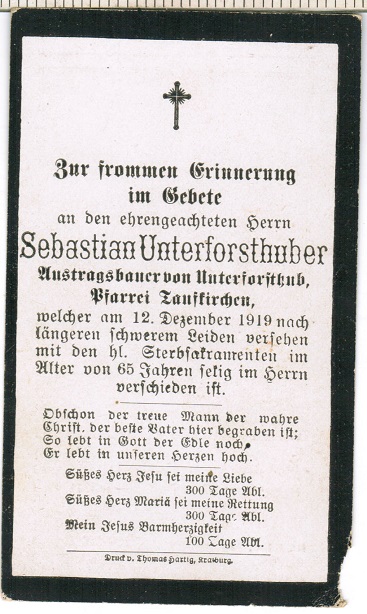 Zur frommen Erinnerung
im Gebete
an den ehrengeachteten Herrn
Sebastian Unterforsthuber
Austragsbauer von Unterforsthub,
Pfarrei Taufkirchen,
welcher am 12. Dezember 1919 nach
längeren schwerem Leiden versehen
mit den hl. Sterbsakramenten im
Alter von 65 Jahren selig im Herrn
verschieden ist.
Obschon der treue Mann der wahre
Christ. der beste Vater hier begraben ist;
So lebt in Gott der Edle noch,
Er lebt in unseren Herzen hoch.
Süßes Herz Jesu sei meine Liebe
300 Tage Abl.
Süßes Herz Mariä sei meine Rettung
300 Tage Abl.
Mein Jesus Barmherzigkeit
100 Tage Abl.
Druck v. Thomas Hartig, Kraiburg.